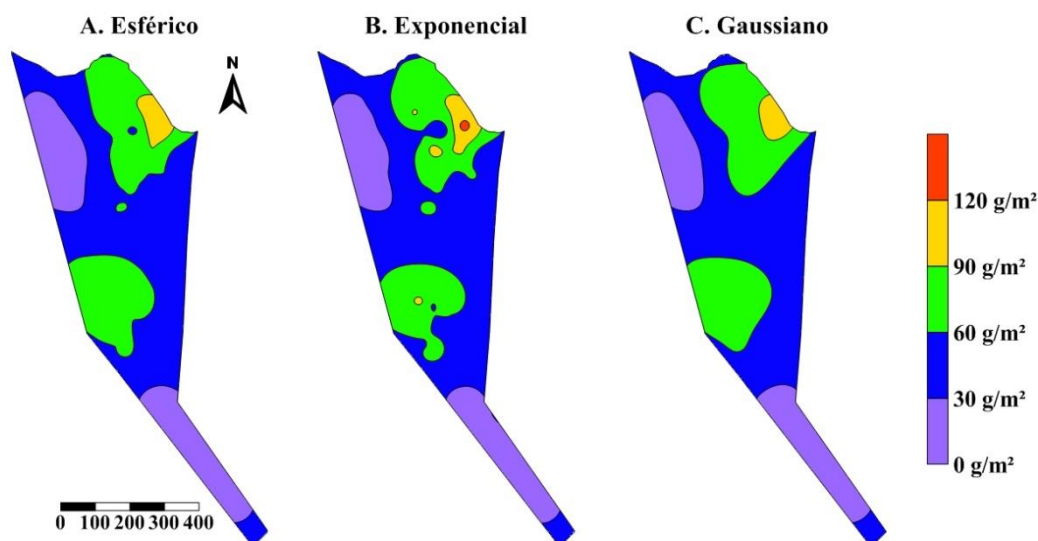 A. Esférico
B. Exponencial
C. Gaussiano
N
120 g/m²
90 g/m²
60 g/m²
30 g/m²
0 g/m²
0 100 200 300 400